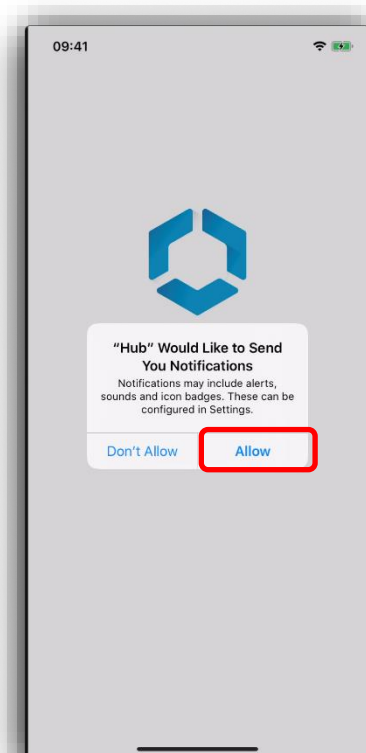 09:41
“Hub” Would Like to Send
You Notifications
Notifications may include alerts,
sounds and icon badges. These can be
configured in Settings.
Don’t Allow
Allow